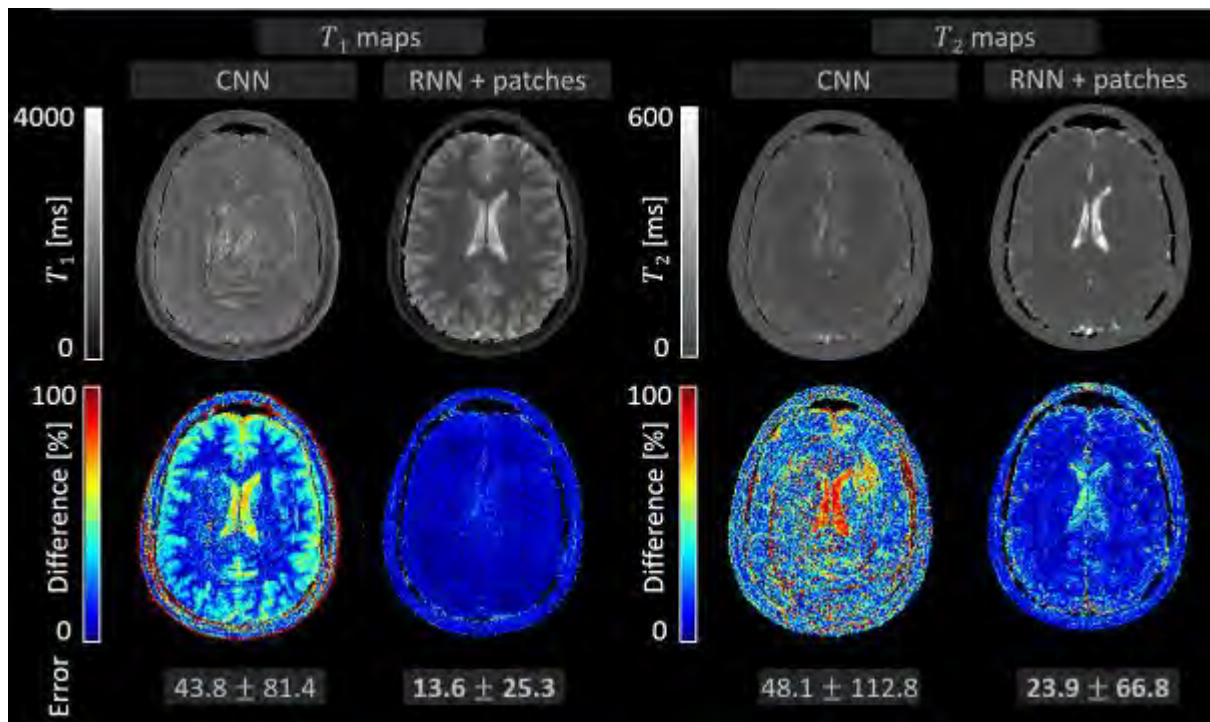 T₁ maps
T₂ maps
CNN
RNN + patches
CNN
RNN + patches
4000
T₁ [ms]
0
600
T₂ [ms]
0
100
Difference [%]
0
100
Difference [%]
0
Error
43.8 ± 81.4
13.6 ± 25.3
48.1 ± 112.8
23.9 ± 66.8